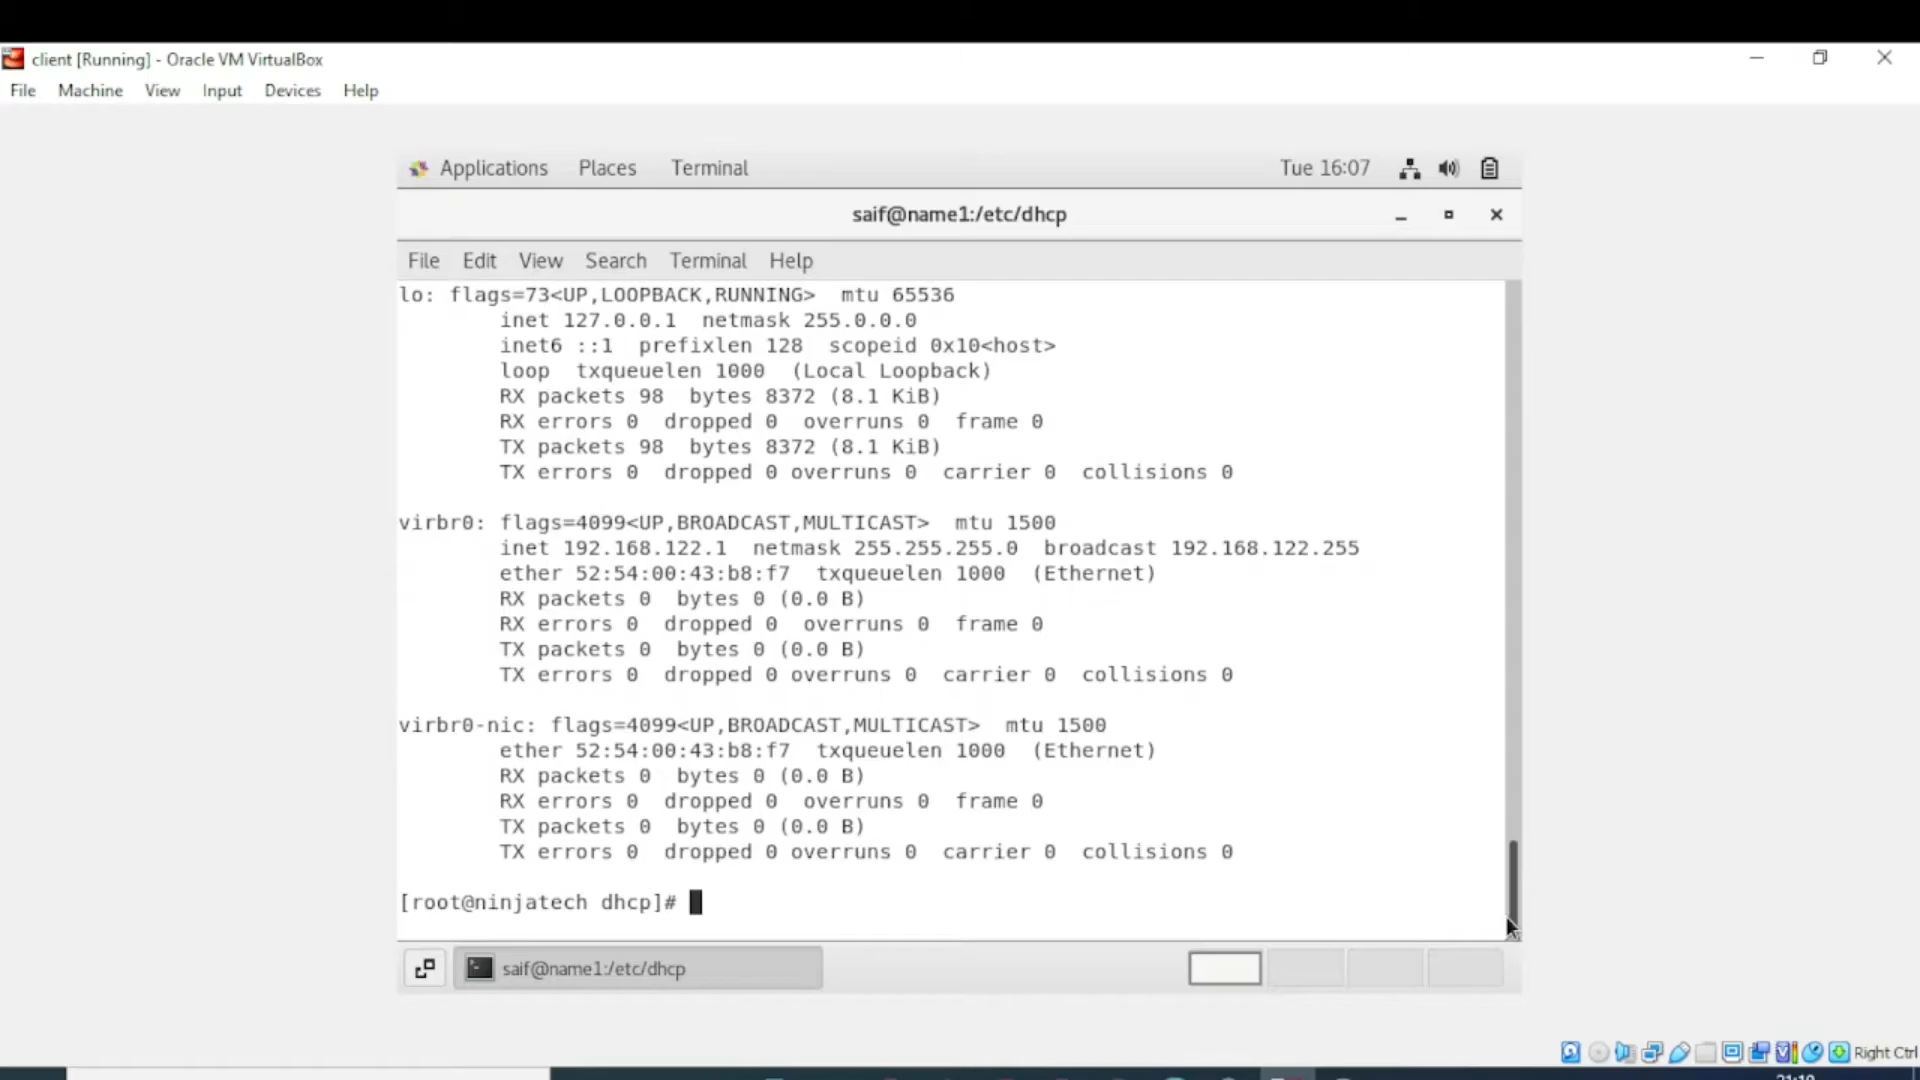 client [Running] - Oracle VM VirtualBox
File Machine View Input Devices Help
Applications Places Terminal Tue 16:07
saif@name1:/etc/dhcp
File Edit View Search Terminal Help
lo: flags=73<UP,LOOPBACK,RUNNING> mtu 65536
inet 127.0.0.1 netmask 255.0.0.0
inet6 ::1 prefixlen 128 scopeid 0x10<host>
loop txqueuelen 1000 (Local Loopback)
RX packets 98 bytes 8372 (8.1 KiB)
RX errors 0 dropped 0 overruns 0 frame 0
TX packets 98 bytes 8372 (8.1 KiB)
TX errors 0 dropped 0 overruns 0 carrier 0 collisions 0
virbr0: flags=4099<UP,BROADCAST,MULTICAST> mtu 1500
inet 192.168.122.1 netmask 255.255.255.0 broadcast 192.168.122.255
ether 52:54:00:43:b8:f7 txqueuelen 1000 (Ethernet)
RX packets 0 bytes 0 (0.0 B)
RX errors 0 dropped 0 overruns 0 frame 0
TX packets 0 bytes 0 (0.0 B)
TX errors 0 dropped 0 overruns 0 carrier 0 collisions 0
virbr0-nic: flags=4099<UP,BROADCAST,MULTICAST> mtu 1500
ether 52:54:00:43:b8:f7 txqueuelen 1000 (Ethernet)
RX packets 0 bytes 0 (0.0 B)
RX errors 0 dropped 0 overruns 0 frame 0
TX packets 0 bytes 0 (0.0 B)
TX errors 0 dropped 0 overruns 0 carrier 0 collisions 0
[root@ninjatech dhcp]#
saif@name1:/etc/dhcp
Right Ctrl